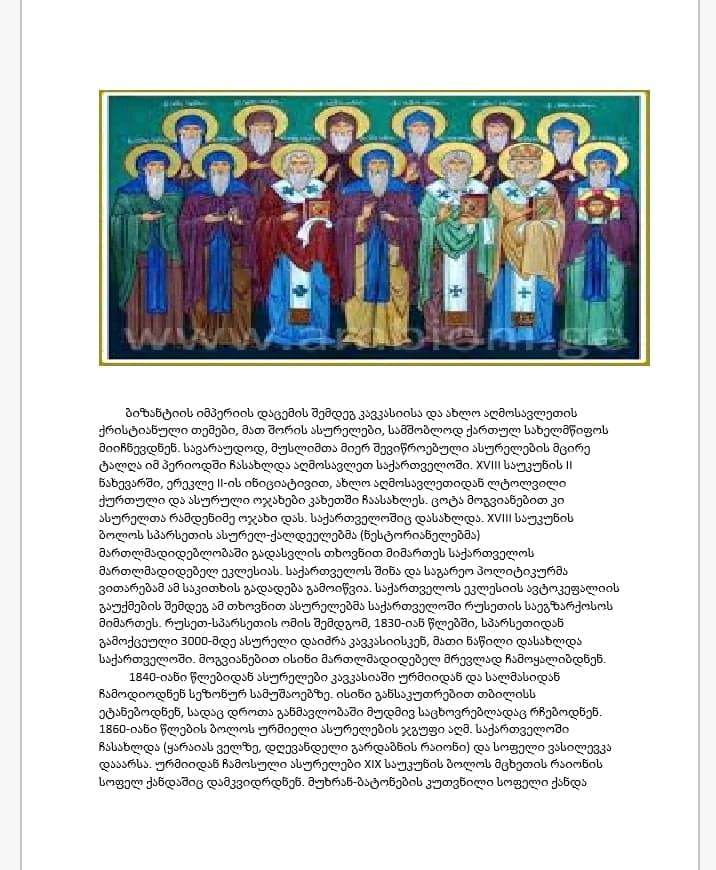 www.ambioni.ge
ბიზანტიის იმპერიის დაცემის შემდეგ კავკასიისა და ახლო აღმოსავლეთის
ქრისტიანული თემები, მათ შორის ასურელები, სამშობლოდ ქართულ სახელმწიფოს
მიიჩნევდნენ. სავარაუდოდ, მუსლიმთა მიერ შევიწროებული ასურელების მცირე
ტალღა იმ პერიოდში ჩასახლდა აღმოსავლეთ საქართველოში. XVIII საუკუნის II
ნახევარში, ერეკლე II-ის ინიციატივით, ახლო აღმოსავლეთიდან ლტოლვილი
ქურთული და ასურული ოჯახები კახეთში ჩაასახლეს. ცოტა მოგვიანებით კი
ასურელთა რამდენიმე ოჯახი დას. საქართველოშიც დასახლდა. XVIII საუკუნის
ბოლოს სპარსეთის ასურელ-ქალდეელებმა (ნესტორიანელებმა)
მართლმადიდებლობაში გადასვლის თხოვნით მიმართეს საქართველოს
მართლმადიდებელ ეკლესიას. საქართველოს შინა და საგარეო პოლიტიკურმა
ვითარებამ ამ საკითხის გადადება გამოიწვია. საქართველოს ეკლესიის ავტოკეფალიის
გაუქმების შემდეგ ამ თხოვნით ასურელებმა საქართველოში რუსეთის საეგზარქოსოს
მიმართეს. რუსეთ-სპარსეთის ომის შემდგომ, 1830-იან წლებში, სპარსეთიდან
გამოქცეული 3000-მდე ასურელი დაიძრა კავკასიისკენ, მათი ნაწილი დასახლდა
საქართველოში. მოგვიანებით ისინი მართლმადიდებელ მრევლად ჩამოყალიბდნენ.
1840-იანი წლებიდან ასურელები კავკასიაში ურმიიდან და სალმასიდან
ჩამოდიოდნენ სეზონურ სამუშაოებზე. ისინი განსაკუთრებით თბილისს
ეტანებოდნენ, სადაც დროთა განმავლობაში მუდმივ საცხოვრებლადაც რჩებოდნენ.
1860-იანი წლების ბოლოს ურმიელი ასურელების ჯგუფი აღმ. საქართველოში
ჩასახლდა (ყარაიას ველზე, დღევანდელი გარდაბნის რაიონი) და სოფელი ვასილევკა
დააარსა. ურმიიდან ჩამოსული ასურელები XIX საუკუნის ბოლოს მცხეთის რაიონის
სოფელ ქანდაშიც დამკვიდრდნენ. მუხრან-ბატონების კუთვნილი სოფელი ქანდა